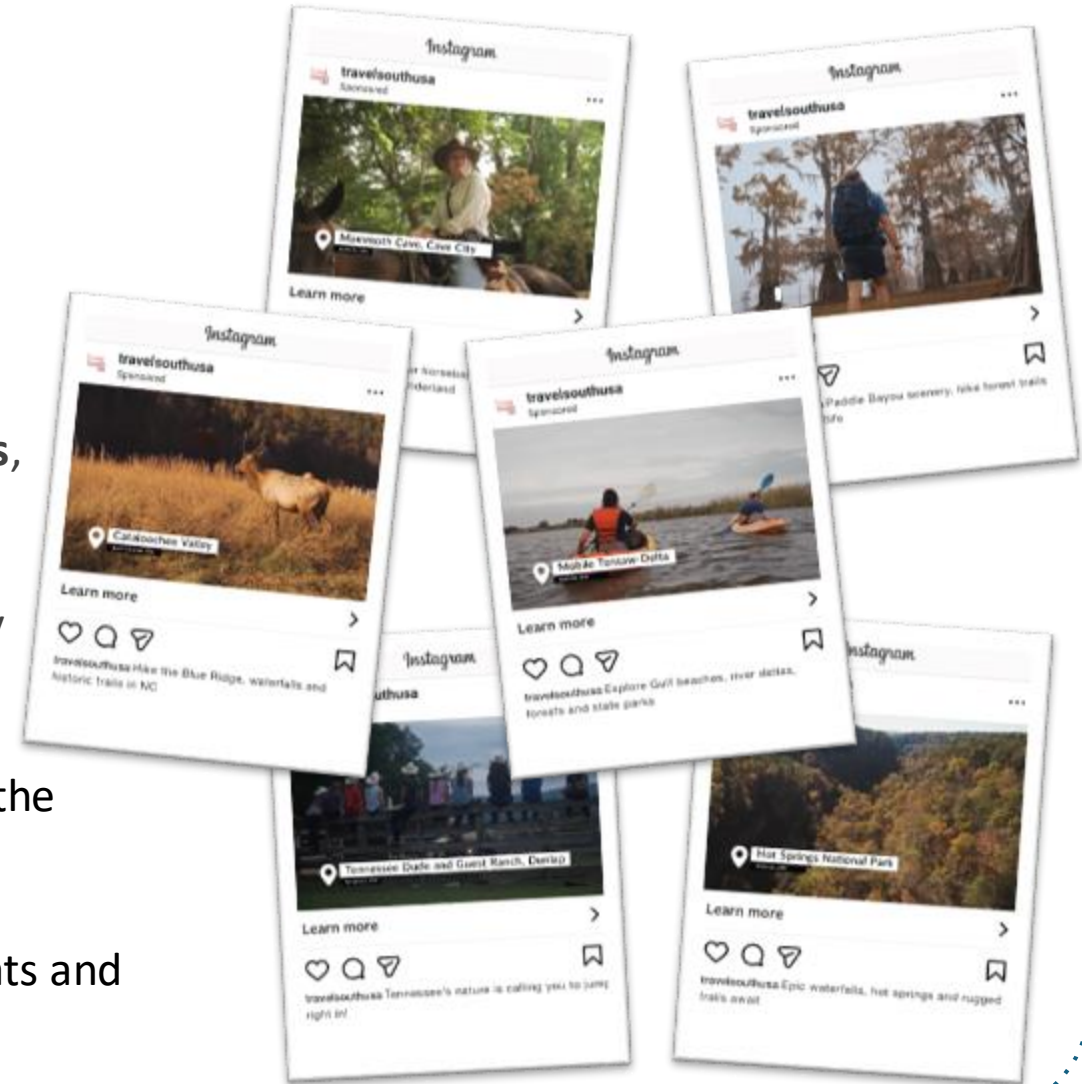 Instagram
travelsouthusa
Sponsored
Mammoth Cave, Cave City
Learn more
Instagram
travelsouthusa
Sponsored
Paddle Bayou scenery, hike forest trails
Instagram
travelsouthusa
Sponsored
Cataloochee Valley
Learn more
travelsouthusa Hike the Blue Ridge, waterfalls and
historic trails in NC
Instagram
travelsouthusa
Sponsored
Mobile Tensaw Delta
Learn more
travelsouthusa Explore Gulf beaches, river deltas,
forests and state parks
Instagram
uthusa
Tennessee Dude and Guest Ranch, Dunlap
Learn more
travelsouthusa Tennessee's nature is calling you to jump
right in!
nstagram
Hot Springs National Park
Learn more
travelsouthusa Epic waterfalls, hot springs and rugged
trails await
s,
the
nts and